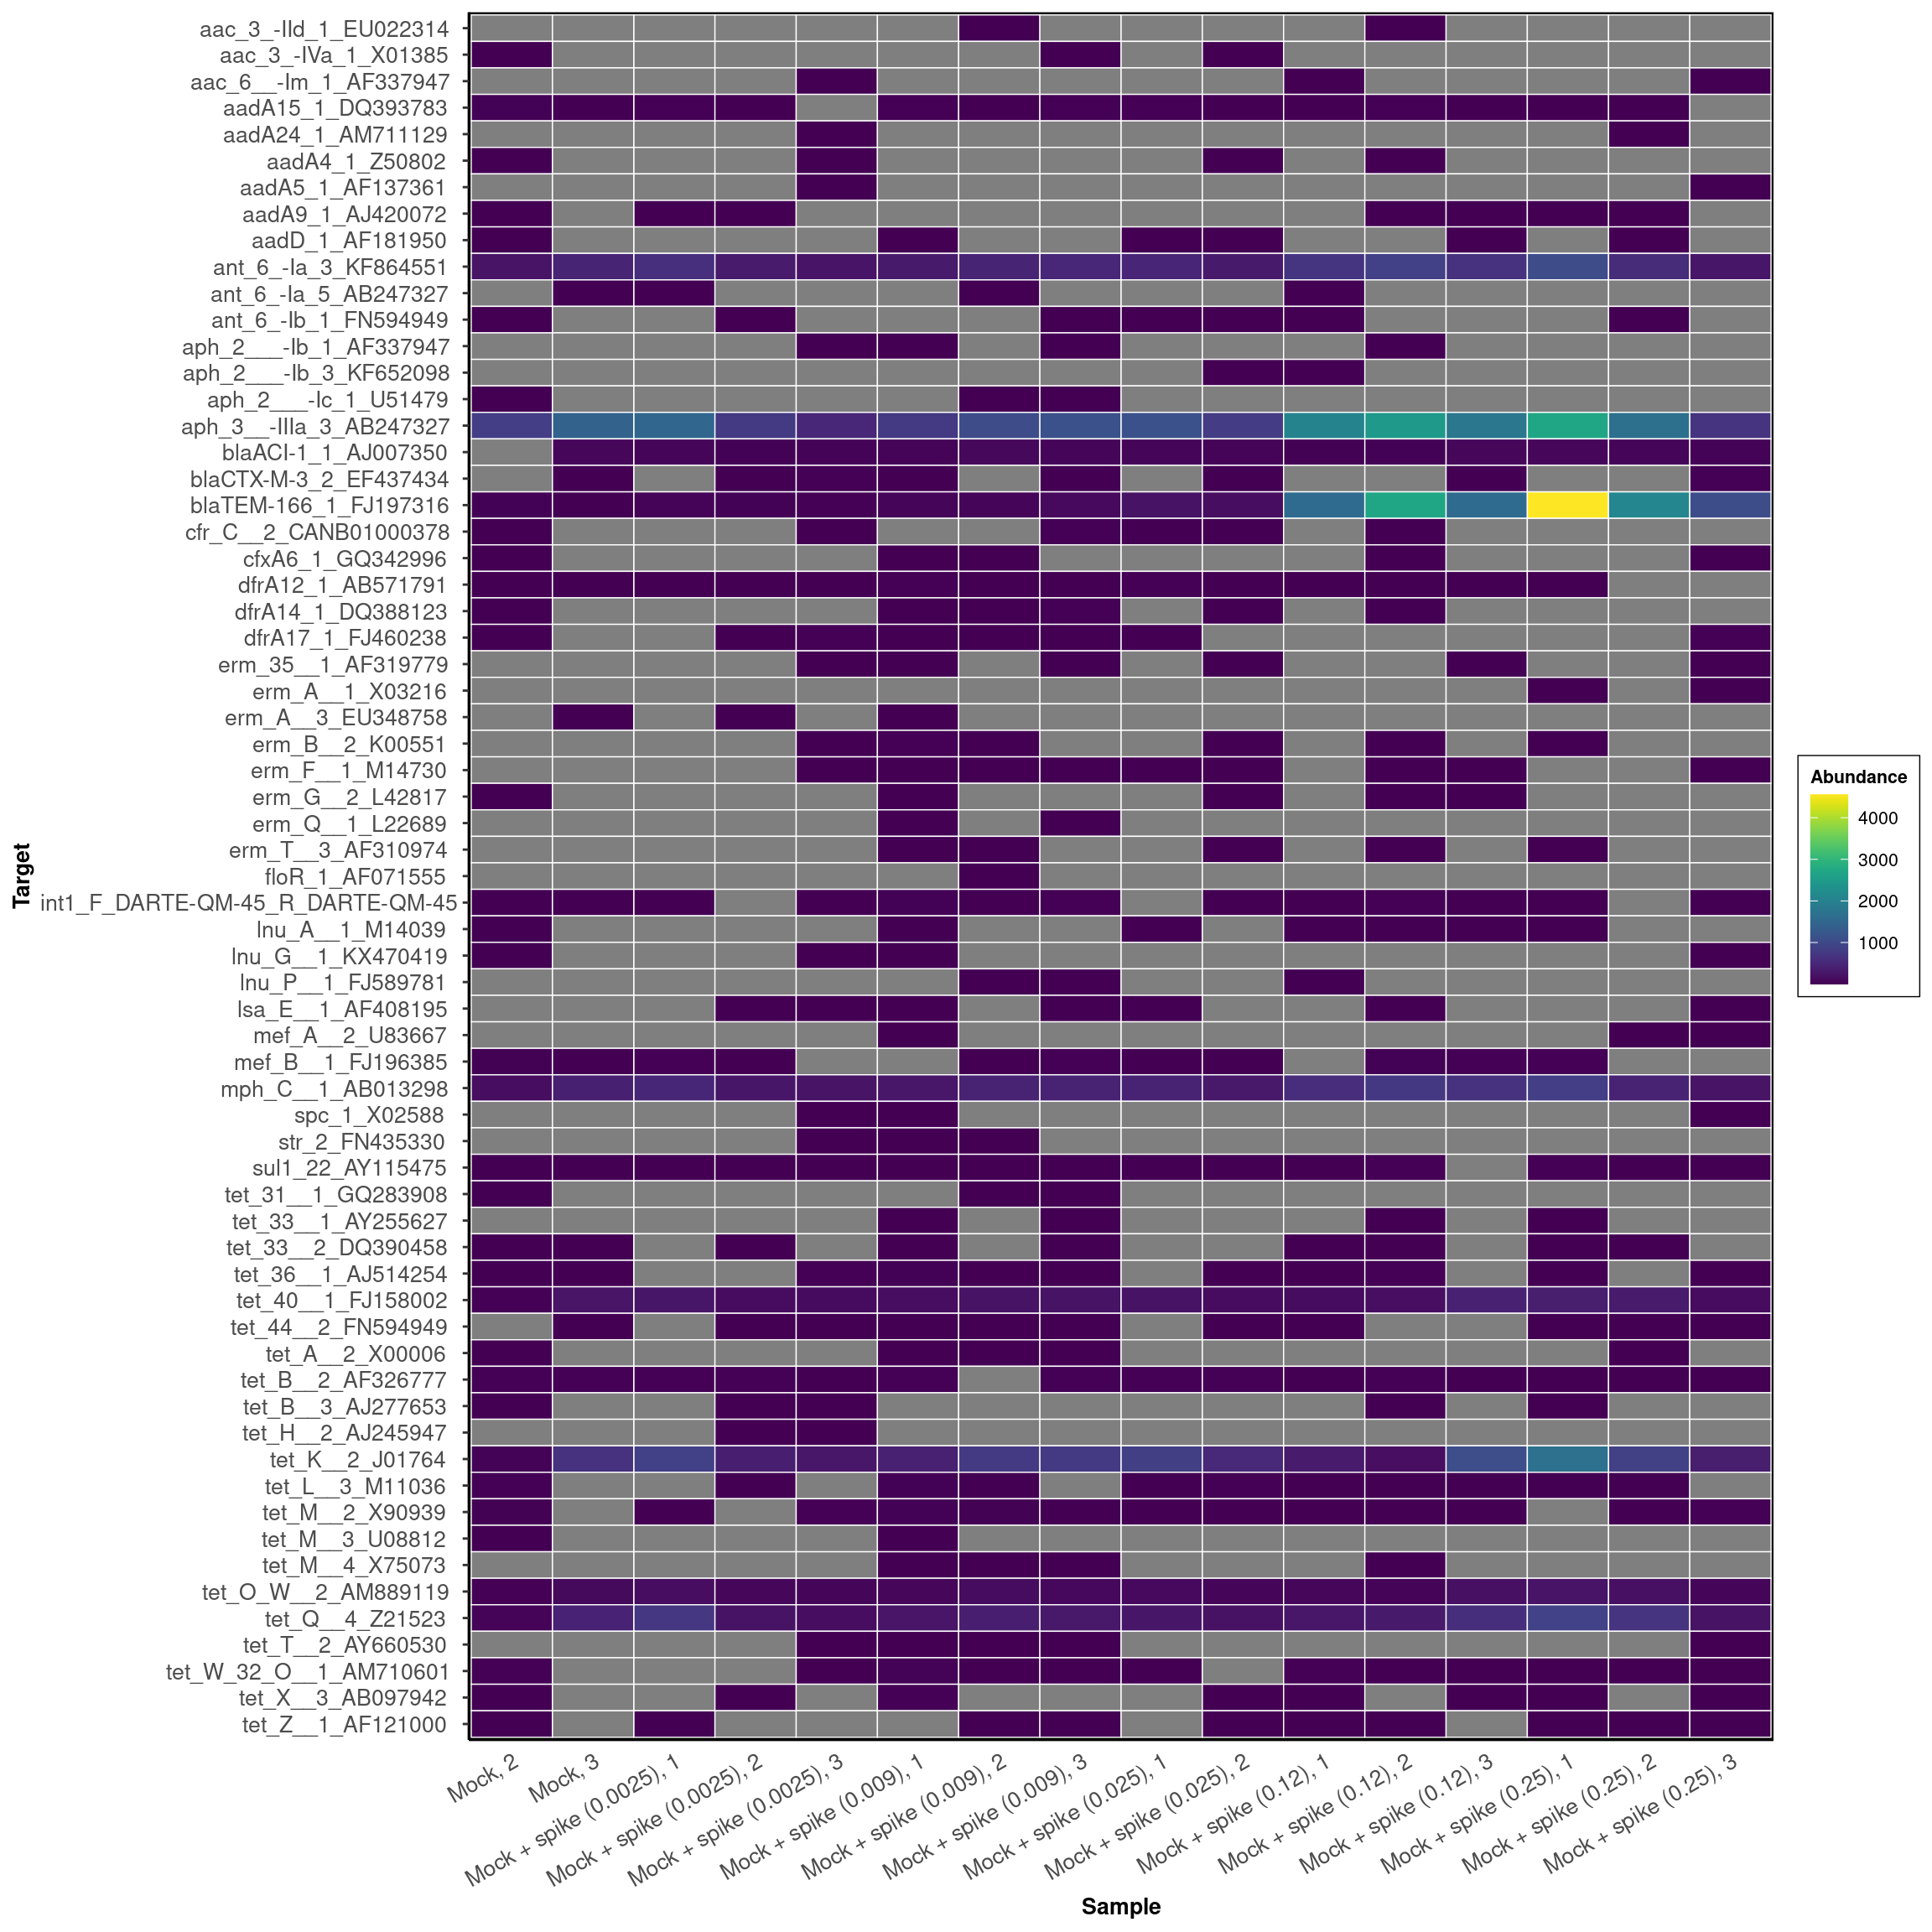 aac_3_-IId_1_EU022314
aac_3_-IVa_1_X01385
aac_6__-Im_1_AF337947
aadA15_1_DQ393783
aadA24_1_AM711129
aadA4_1_Z50802
aadA5_1_AF137361
aadA9_1_AJ420072
aadD_1_AF181950
ant_6_-Ia_3_KF864551
ant_6_-Ia_5_AB247327
ant_6_-Ib_1_FN594949
aph_2___-Ib_1_AF337947
aph_2___-Ib_3_KF652098
aph_2___-Ic_1_U51479
aph_3__-IIIa_3_AB247327
blaACI-1_1_AJ007350
blaCTX-M-3_2_EF437434
blaTEM-166_1_FJ197316
cfr_C__2_CANB01000378
cfxA6_1_GQ342996
dfrA12_1_AB571791
dfrA14_1_DQ388123
dfrA17_1_FJ460238
erm_35__1_AF319779
erm_A__1_X03216
erm_A__3_EU348758
erm_B__2_K00551
erm_F__1_M14730
erm_G__2_L42817
erm_Q__1_L22689
erm_T__3_AF310974
floR_1_AF071555
int1_F_DARTE-QM-45_R_DARTE-QM-45
lnu_A__1_M14039
lnu_G__1_KX470419
lnu_P__1_FJ589781
lsa_E__1_AF408195
mef_A__2_U83667
mef_B__1_FJ196385
mph_C__1_AB013298
spc_1_X02588
str_2_FN435330
sul1_22_AY115475
tet_31__1_GQ283908
tet_33__1_AY255627
tet_33__2_DQ390458
tet_36__1_AJ514254
tet_40__1_FJ158002
tet_44__2_FN594949
tet_A__2_X00006
tet_B__2_AF326777
tet_B__3_AJ277653
tet_H__2_AJ245947
tet_K__2_J01764
tet_L__3_M11036
tet_M__2_X90939
tet_M__3_U08812
tet_M__4_X75073
tet_O_W__2_AM889119
tet_Q__4_Z21523
tet_T__2_AY660530
tet_W_32_O__1_AM710601
tet_X__3_AB097942
tet_Z__1_AF121000
Target
Mock, 2
Mock, 3
Mock + spike (0.0025), 1
Mock + spike (0.0025), 2
Mock + spike (0.0025), 3
Mock + spike (0.009), 1
Mock + spike (0.009), 2
Mock + spike (0.009), 3
Mock + spike (0.025), 1
Mock + spike (0.025), 2
Mock + spike (0.12), 1
Mock + spike (0.12), 2
Mock + spike (0.12), 3
Mock + spike (0.25), 1
Mock + spike (0.25), 2
Mock + spike (0.25), 3
Sample
Abundance
4000
3000
2000
1000